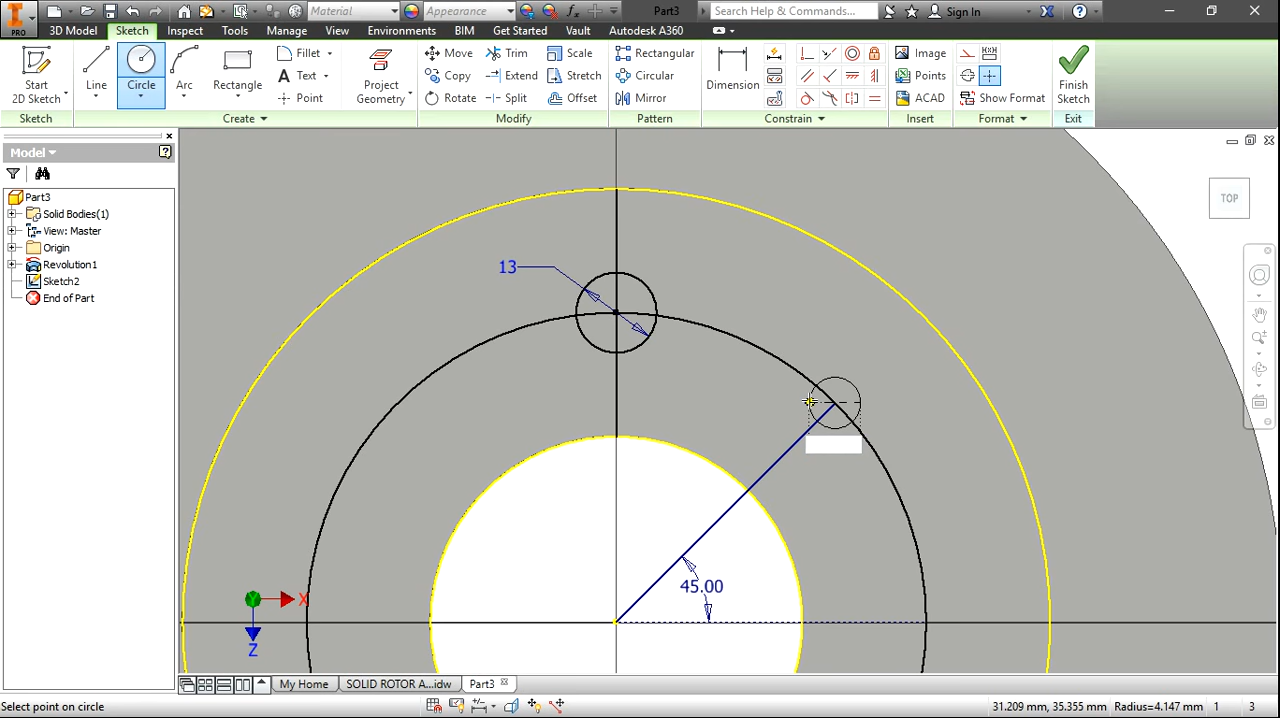 Material
Appearance
fx
Part3
Search Help & Commands...
Sign In
PRO
3D Model
Sketch
Inspect
Tools
Manage
View
Environments
BIM
Get Started
Vault
Autodesk A360
Start
2D Sketch
Line
Circle
Arc
Rectangle
Fillet
Text
Point
Project
Geometry
Move
Copy
Rotate
Trim
Extend
Split
Scale
Stretch
Offset
Rectangular
Circular
Mirror
Dimension
Image
Points
ACAD
Show Format
Finish
Sketch
Sketch
Create
Modify
Pattern
Constrain
Insert
Format
Exit
Model
Part3
Solid Bodies(1)
View: Master
Origin
Revolution1
Sketch2
End of Part
TOP
13
45.00
X
Z
My Home
SOLID ROTOR A...idw
Part3
Select point on circle
31.209 mm, 35.355 mm
Radius=4.147 mm
1
3